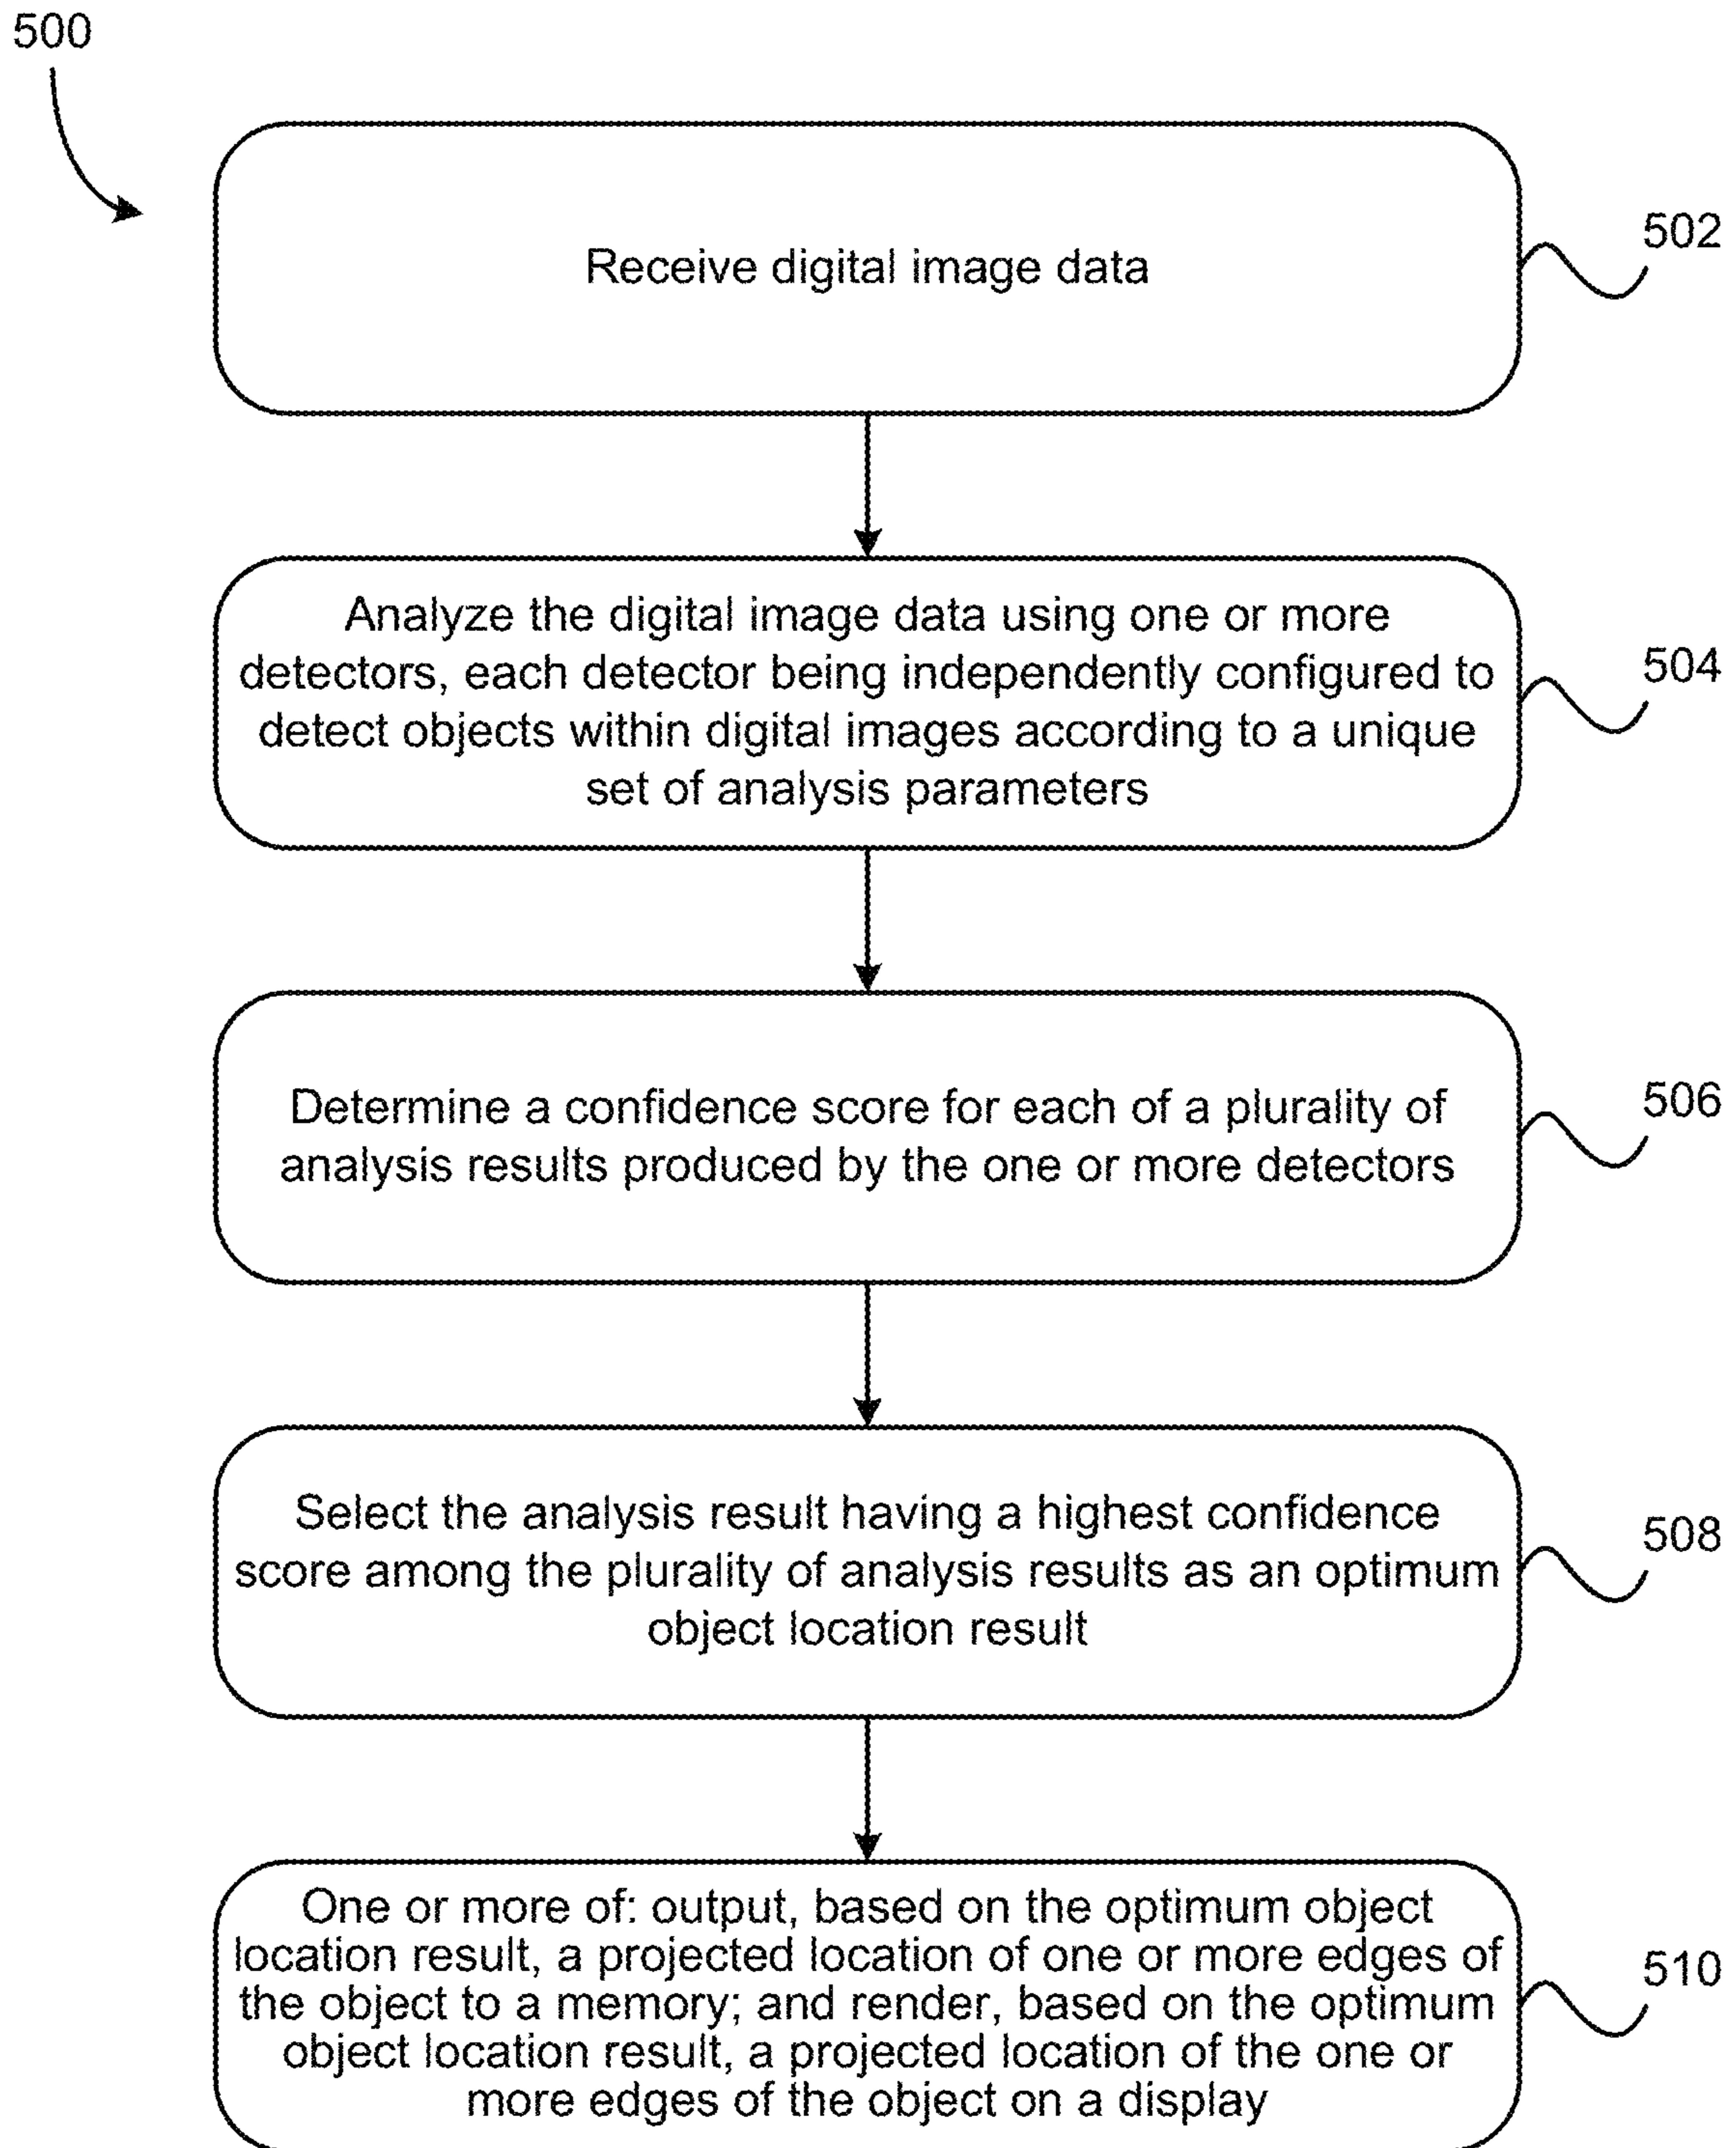 500
Receive digital image data
502
Analyze the digital image data using one or more
detectors, each detector being independently configured to
detect objects within digital images according to a unique
set of analysis parameters
504
Determine a confidence score for each of a plurality of
analysis results produced by the one or more detectors
506
Select the analysis result having a highest confidence
score among the plurality of analysis results as an optimum
object location result
508
One or more of: output, based on the optimum object
location result, a projected location of one or more edges of
the object to a memory; and render, based on the optimum
object location result, a projected location of the one or
more edges of the object on a display
510